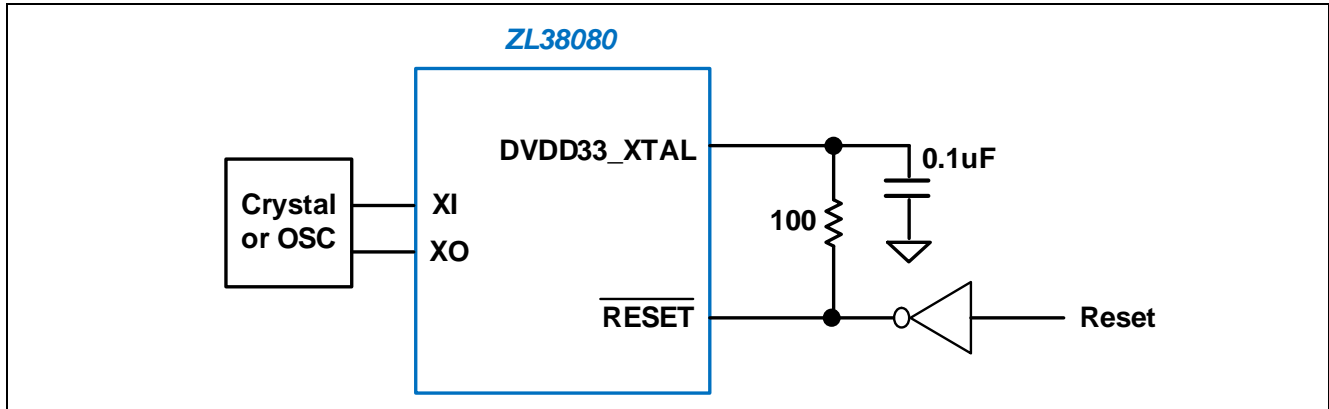 ZL38080
DVDD33_XTAL
0.1uF
Crystal
or OSC
XI
XO
100
RESET
Reset